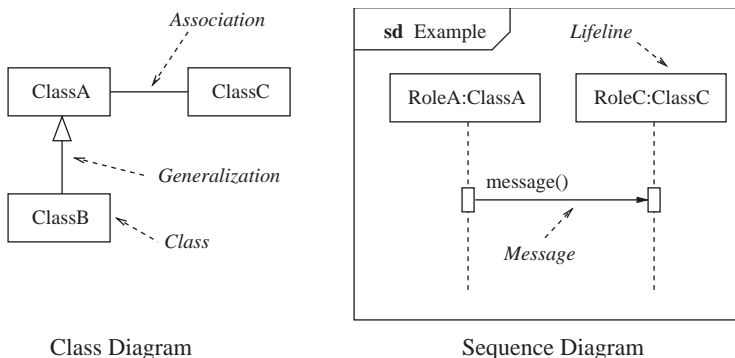 Association
ClassA
ClassC
Generalization
ClassB
Class
Class Diagram
sd Example
Lifeline
RoleA:ClassA
RoleC:ClassC
message()
Message
Sequence Diagram